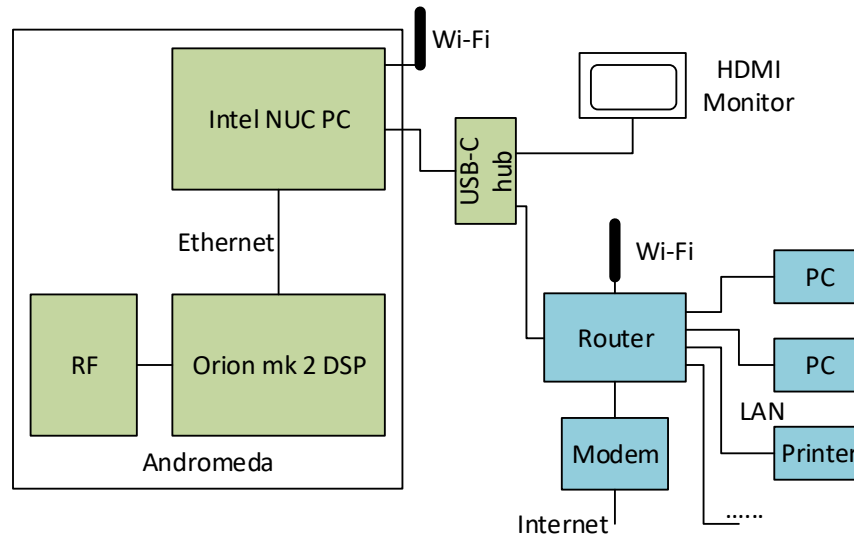 Wi-Fi
HDMI
Monitor
Intel NUC PC
USB-C
hub
Ethernet
Wi-Fi
PC
RF
Orion mk 2 DSP
Router
PC
LAN
Andromeda
Modem
Printer
Internet
......